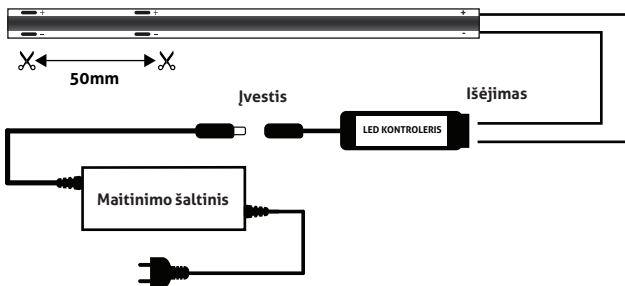 + + +
- - -
50mm
Įvestis
Išėjimas
LED KONTROLERIS
Maitinimo šaltinis